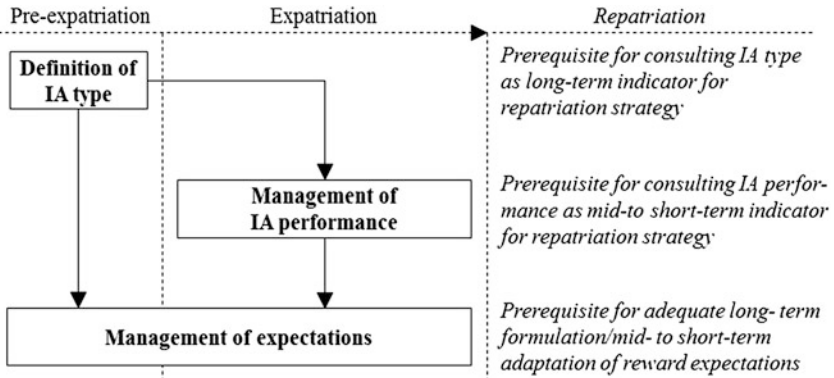 Pre-expatriation
Expatriation
Repatriation
Definition of
IA type
Prerequisite for consulting IA type
as long-term indicator for
repatriation strategy
Management of
IA performance
Prerequisite for consulting IA perfor-
mance as mid-to short-term indicator
for repatriation strategy
Management of expectations
Prerequisite for adequate long- term
formulation/mid- to short-term
adaptation of reward expectations